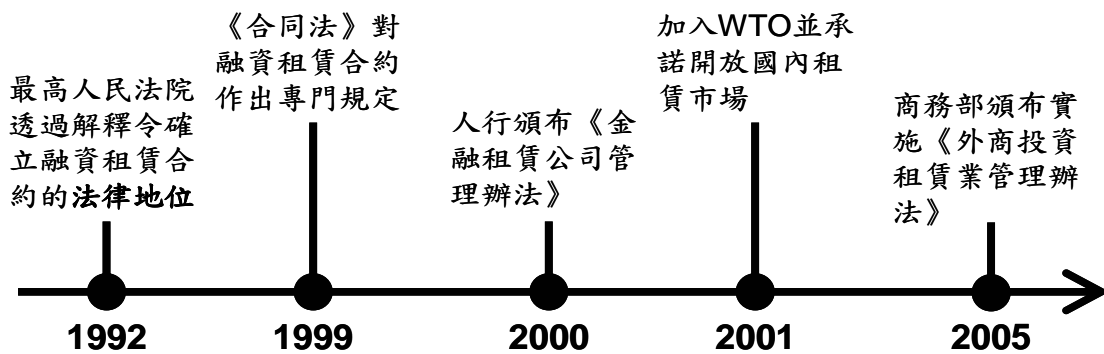 最高人民法院
透過解釋令確
立融資租賃合
約的法律地位
《合同法》對
融資租賃合約
作出專門規定
人行頒布《金
融租賃公司管
理辦法》
加入WTO並承
諾開放國內租
賃市場
商務部頒布實
施《外商投資
租賃業管理辦
法》
1992
1999
2000
2001
2005